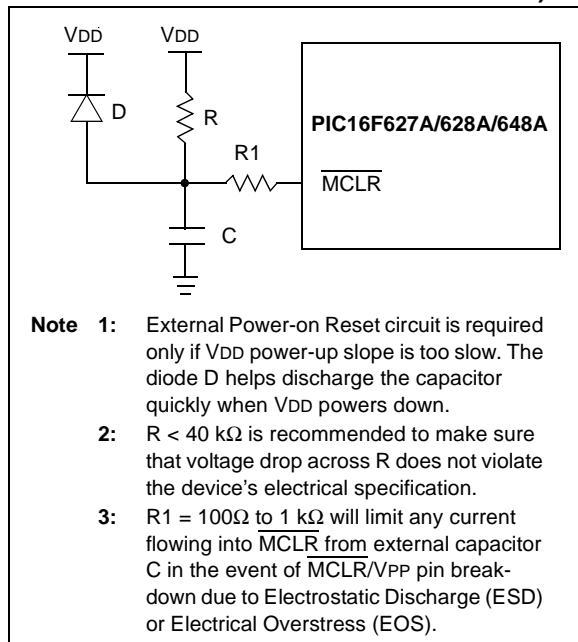 VDD VDD
D
R
PIC16F627A/628A/648A
R1
MCLR
C
Note 1: External Power-on Reset circuit is required
only if VDD power-up slope is too slow. The
diode D helps discharge the capacitor
quickly when VDD powers down.
2: R < 40 kΩ is recommended to make sure
that voltage drop across R does not violate
the device's electrical specification.
3: R1 = 100Ω to 1 kΩ will limit any current
flowing into MCLR from external capacitor
C in the event of MCLR/VPP pin break-
down due to Electrostatic Discharge (ESD)
or Electrical Overstress (EOS).